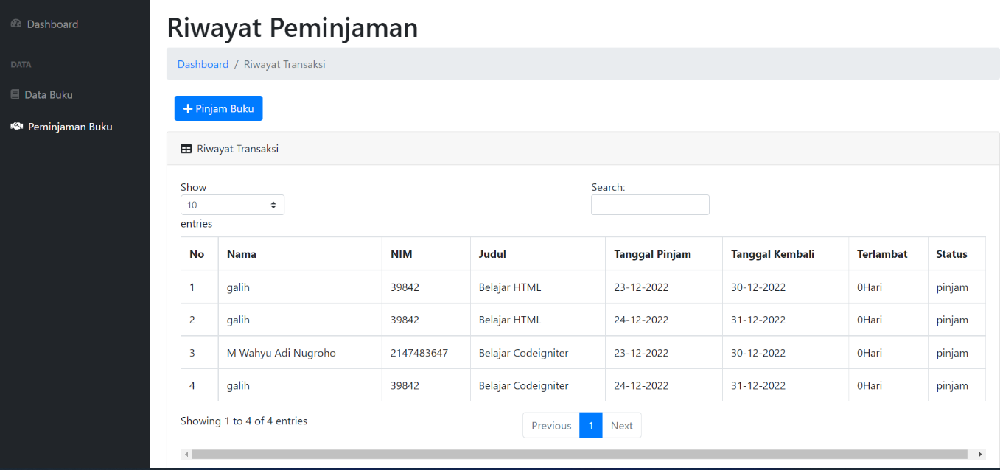 Dashboard
DATA
Data Buku
Peminjaman Buku
Riwayat Peminjaman
Dashboard / Riwayat Transaksi
Pinjam Buku
Riwayat Transaksi
Show
10
entries
Search:
No Nama NIM Judul Tanggal Pinjam Tanggal Kembali Terlambat Status
1 galih 39842 Belajar HTML 23-12-2022 30-12-2022 0Hari pinjam
2 galih 39842 Belajar HTML 24-12-2022 31-12-2022 0Hari pinjam
3 M Wahyu Adi Nugroho 2147483647 Belajar Codeigniter 23-12-2022 30-12-2022 0Hari pinjam
4 galih 39842 Belajar Codeigniter 24-12-2022 31-12-2022 0Hari pinjam
Showing 1 to 4 of 4 entries
Previous 1 Next